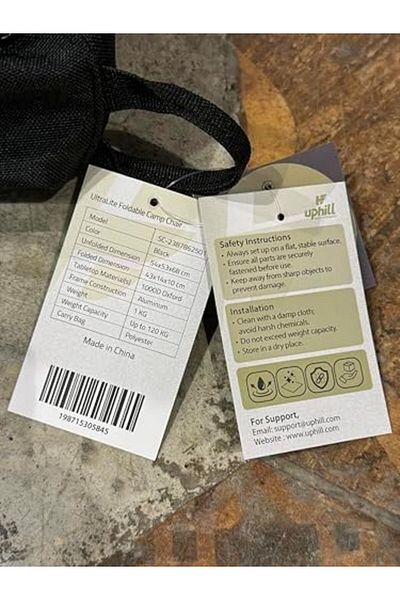 UltraLite Foldable Camp Chair
Model SC-2387B62501
Color Black
Unfolded Dimension 54x53x68 cm
Folded Dimension 43x14x10 cm
Tabletop Material(s) 1000D Oxford
Frame Construction Aluminum
Weight 1 KG
Weight Capacity Up to 120 KG
Carry Bag Polyester
Made in China
198715305845
uphill
Safety Instructions
• Always set up on a flat, stable surface.
• Ensure all parts are securely
fastened before use.
• Keep away from sharp objects to
prevent damage.
Installation
• Clean with a damp cloth;
avoid harsh chemicals.
• Do not exceed weight capacity.
• Store in a dry place.
For Support,
Email: support@uphill.com
Website : www.uphill.com